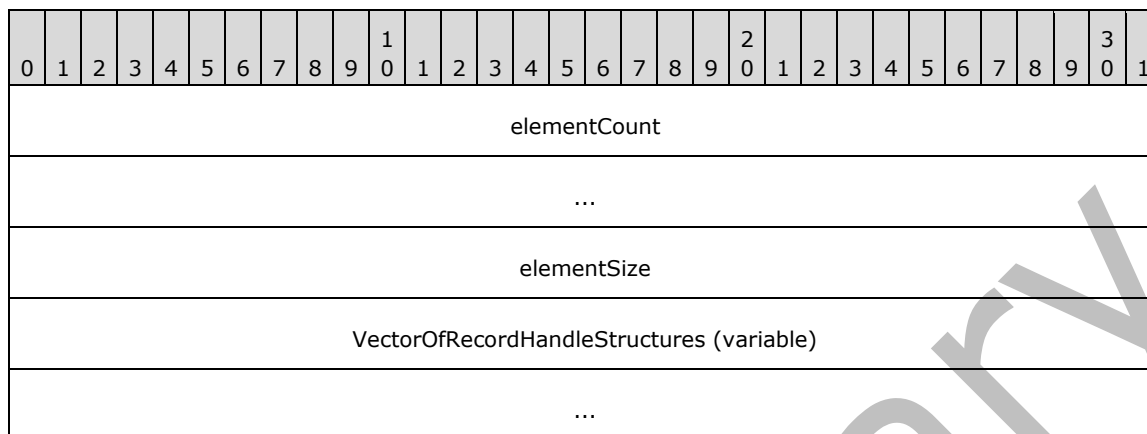 1 2 3
0 1 2 3 4 5 6 7 8 9 0 1 2 3 4 5 6 7 8 9 0 1 2 3 4 5 6 7 8 9 0 1
elementCount
...
elementSize
VectorOfRecordHandleStructures (variable)
...